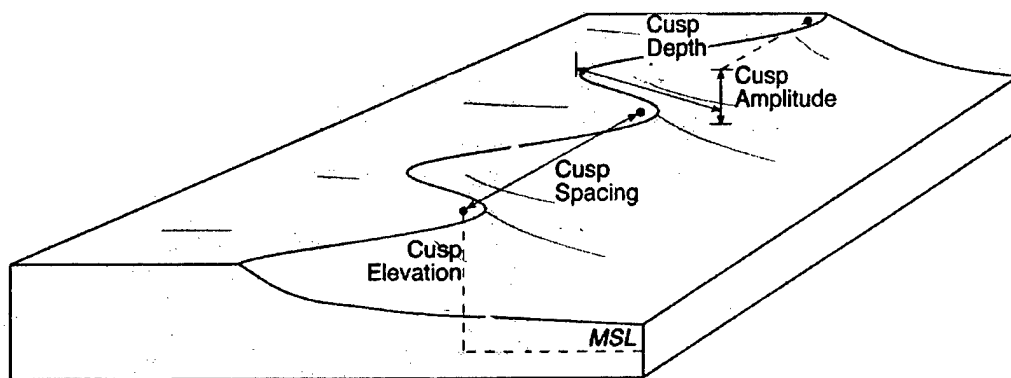 Cusp
Depth
Cusp
Amplitude
Cusp
Spacing
Cusp
Elevation
MSL